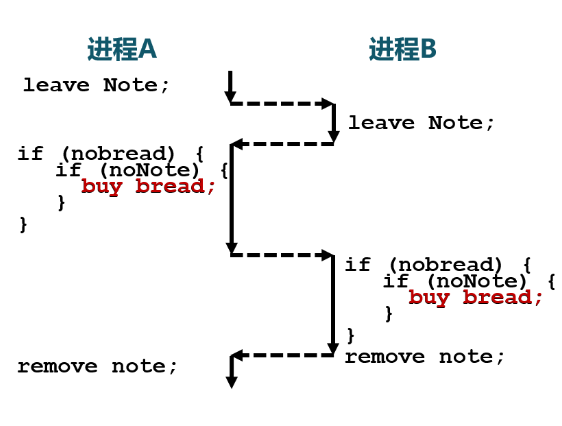 进程A
进程B
leave Note;
leave Note;
if (nobread) {
if (noNote) {
buy bread;
}
}
if (nobread) {
if (noNote) {
buy bread;
}
}
remove note;
remove note;